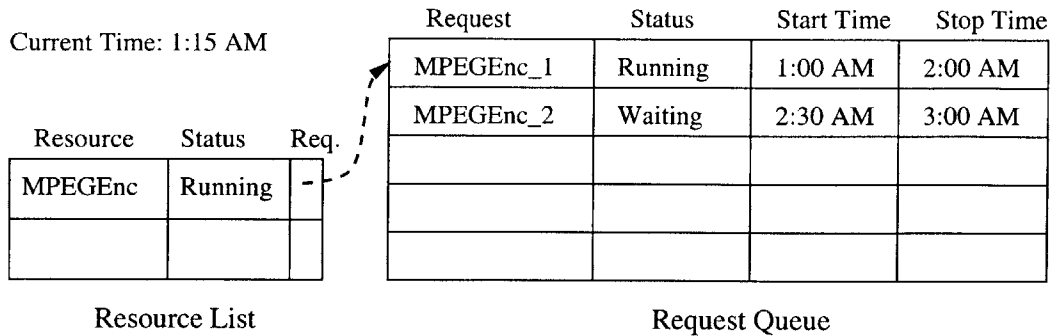 Current Time: 1:15 AM
Resource Status Req.
MPEGEnc Running
Resource List
Request Status Start Time Stop Time
MPEGEnc_1 Running 1:00 AM 2:00 AM
MPEGEnc_2 Waiting 2:30 AM 3:00 AM
Request Queue